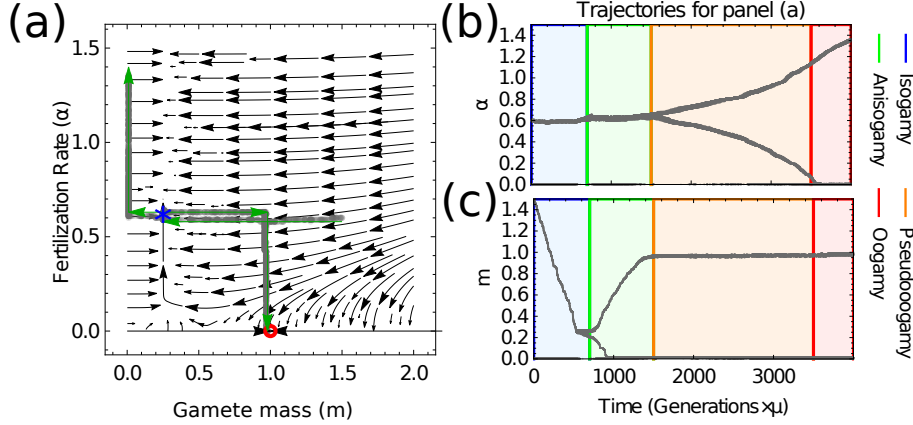 (a)
1.5
1.0
0.5
0.0
Fertilization Rate (α)
0.0 0.5 1.0 1.5 2.0
Gamete mass (m)
(b) Trajectories for panel (a)
1.4
1.2
1.0
0.8
0.6
0.4
0.2
0.0
α
(c)
1.4
1.2
1.0
0.8
0.6
0.4
0.2
0.0
m
0 1000 2000 3000
Time (Generations ×μ)
Isogamy
Anisogamy
Pseudooogamy
Oogamy